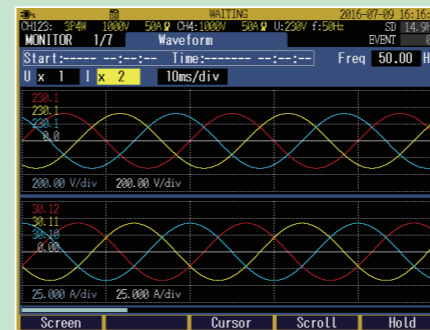 WAITING 2016-07-09 16:16:
CH123: 3P4W 1000V 50A CH4:1000V 50A U:230V f:50Hz SD 14.9H
MONITOR 1/7 Waveform EVENT 0
Start:----- --:--:-- Time:------- --:--:--
Freq 50.00 H
U x 1 I x 2 10ms/div
230.1
230.1
230.1
0.0
200.00 V/div 200.00 V/div
30.12
30.11
30.10
0.00
25.000 A/div 25.000 A/div
Screen Cursor Scroll Hold